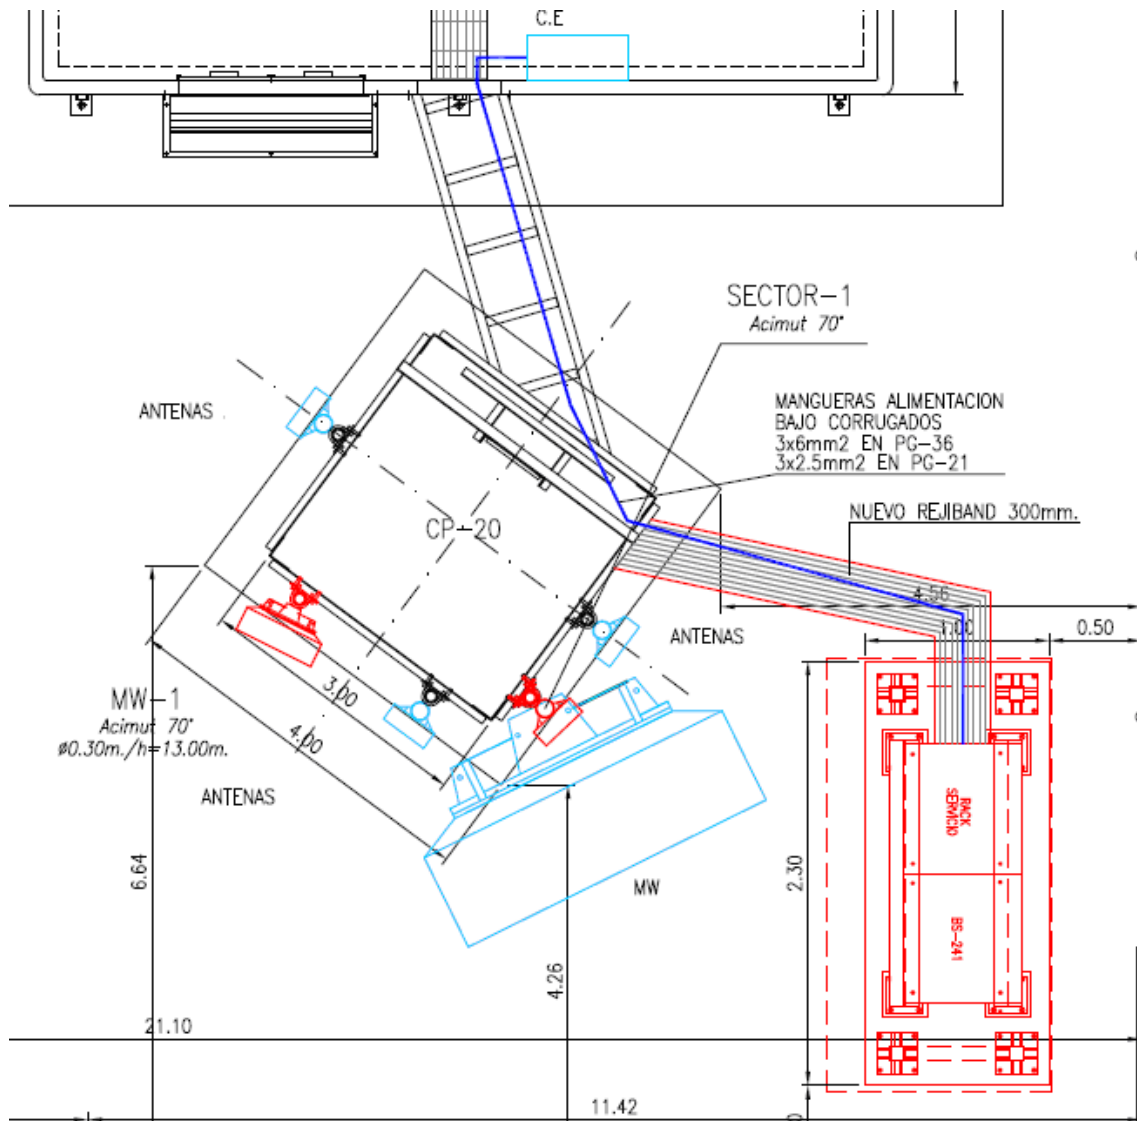 C.E
SECTOR-1
Acimut 70°
ANTENAS
MANGUERAS ALIMENTACION
BAJO CORRUGADOS
3x6mm2 EN PG-36
3x2.5mm2 EN PG-21
NUEVO REJIBAND 300mm.
CP-20
4.56
1.00
0.50
ANTENAS
MW-1
Acimut 70°
ø0.30m./h=13.00m.
3.00
4.00
ANTENAS
6.64
MW
2.30
RACK
SERVICIO
BS-241
4.26
21.10
11.42